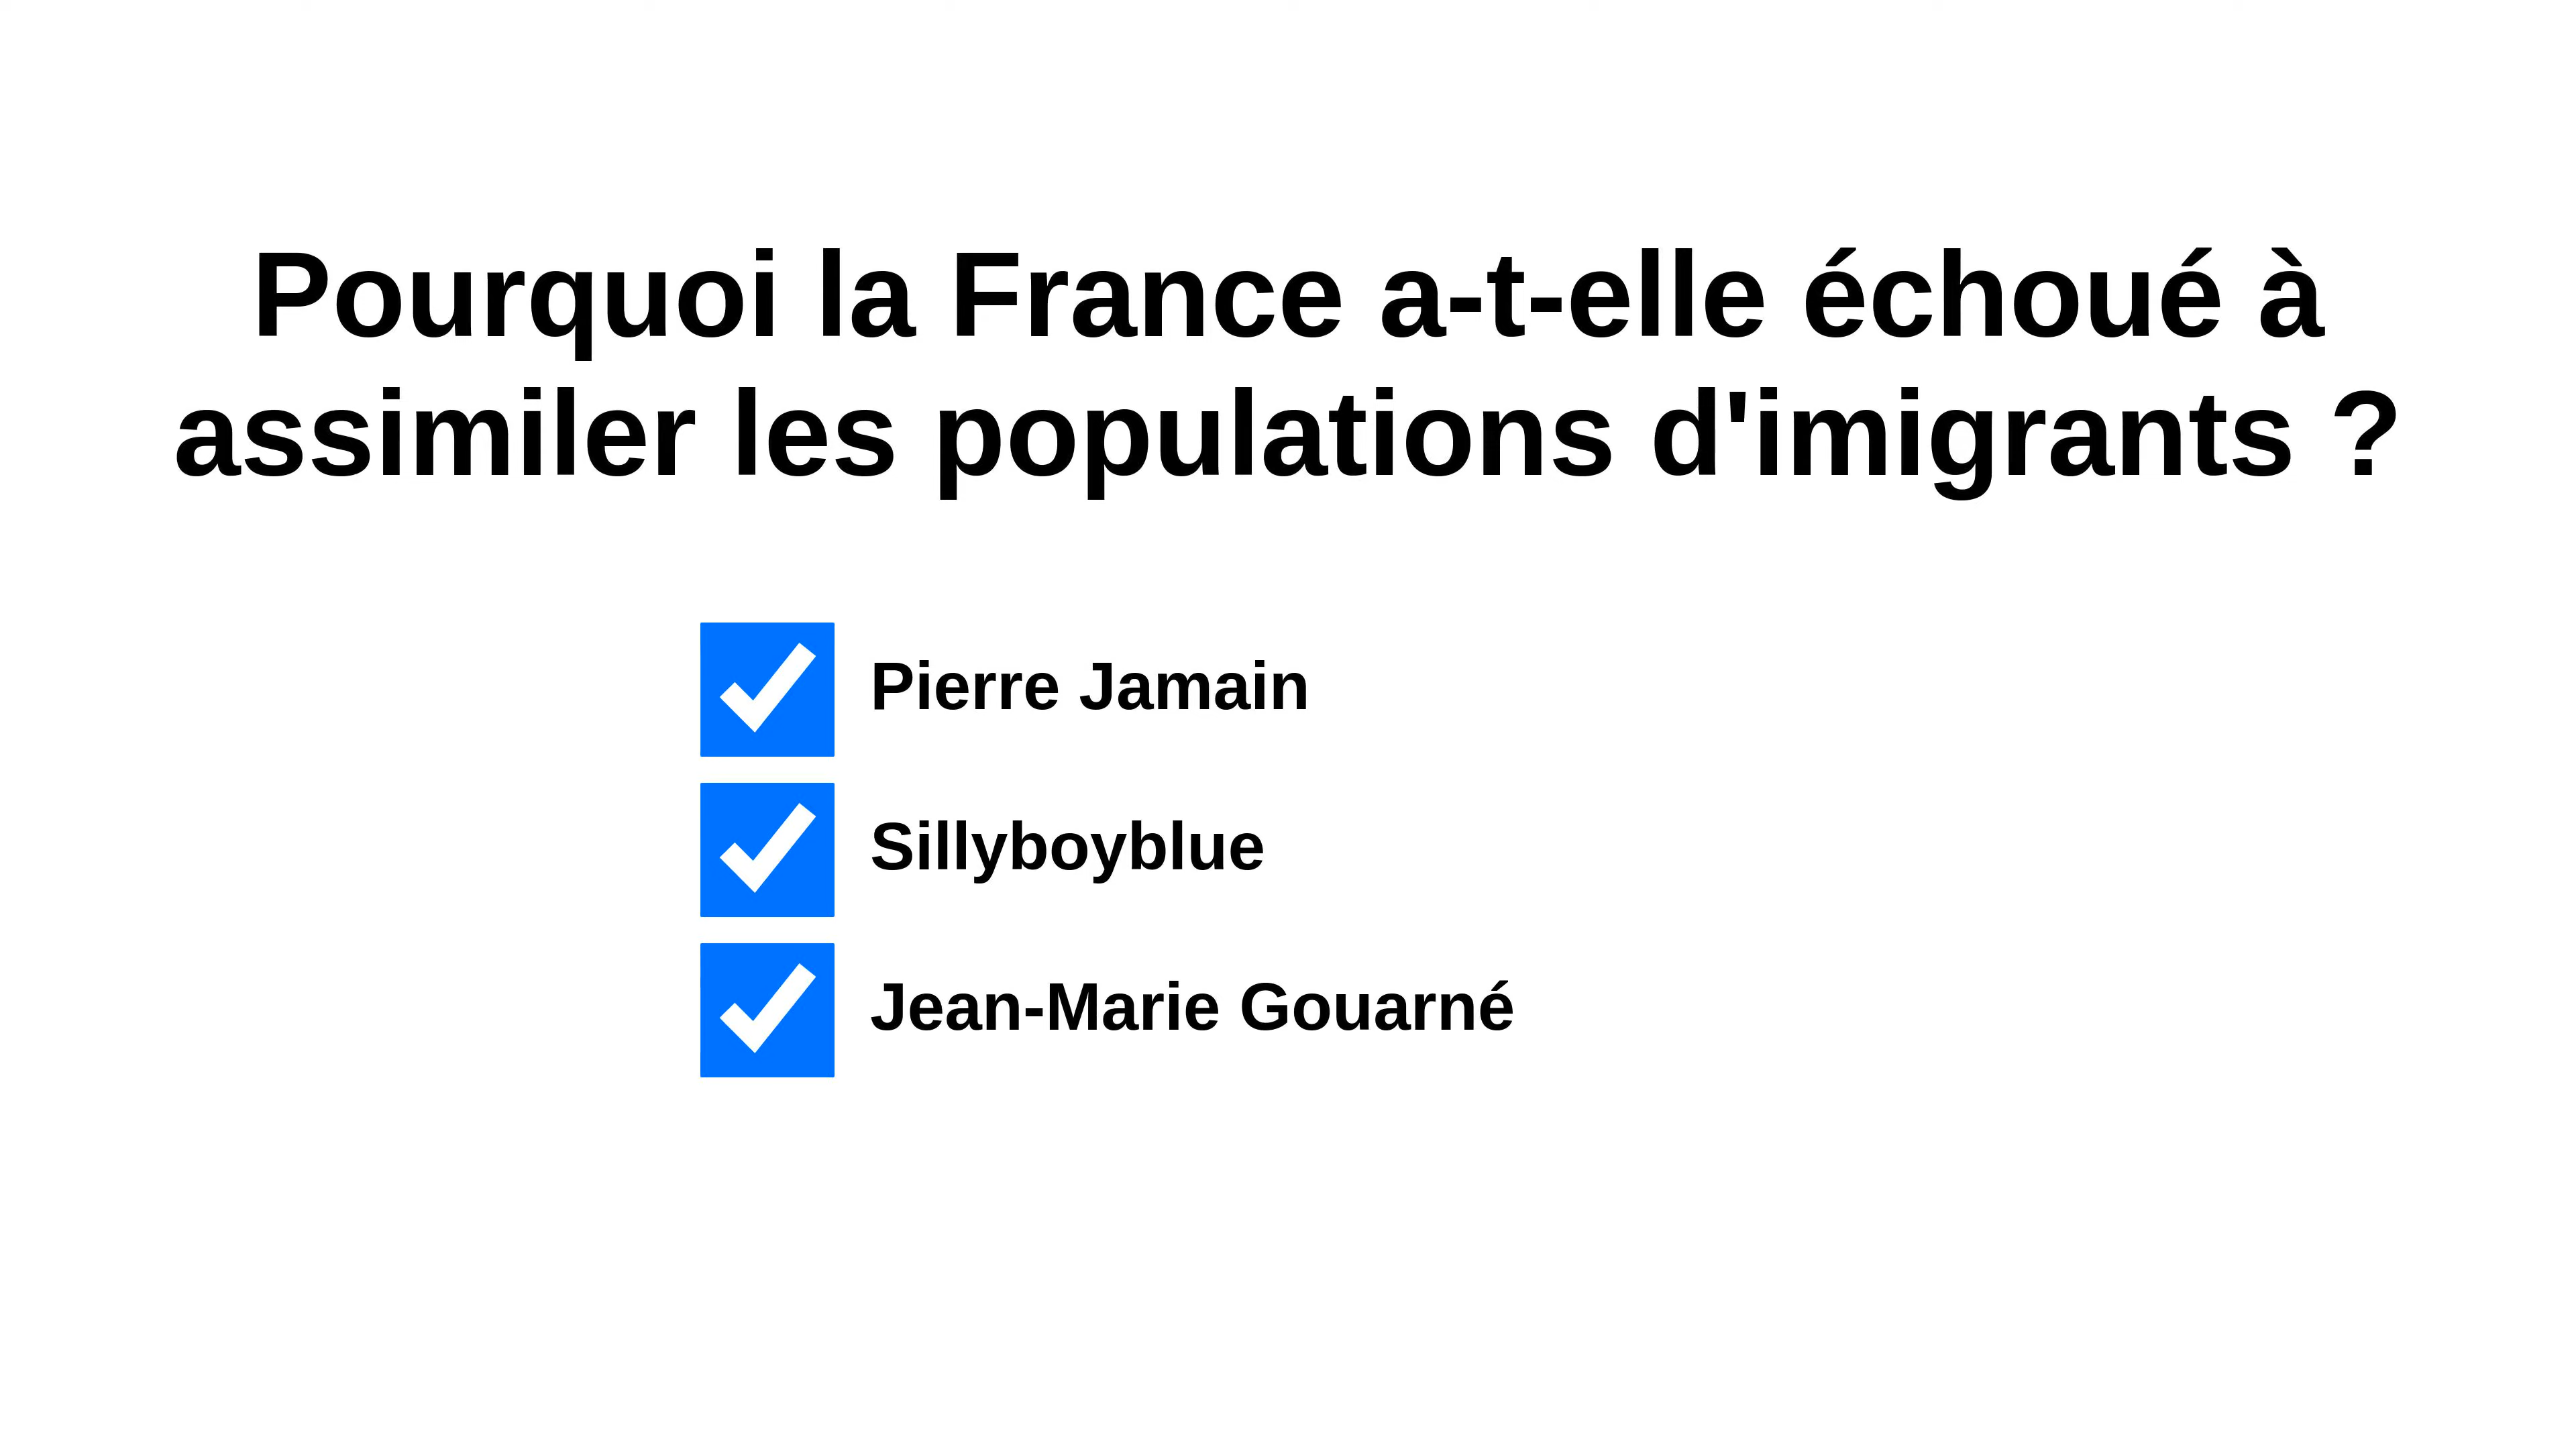 Pourquoi la France a-t-elle échoué à
assimiler les populations d'imigrants ?
Pierre Jamain
Sillyboyblue
Jean-Marie Gouarné